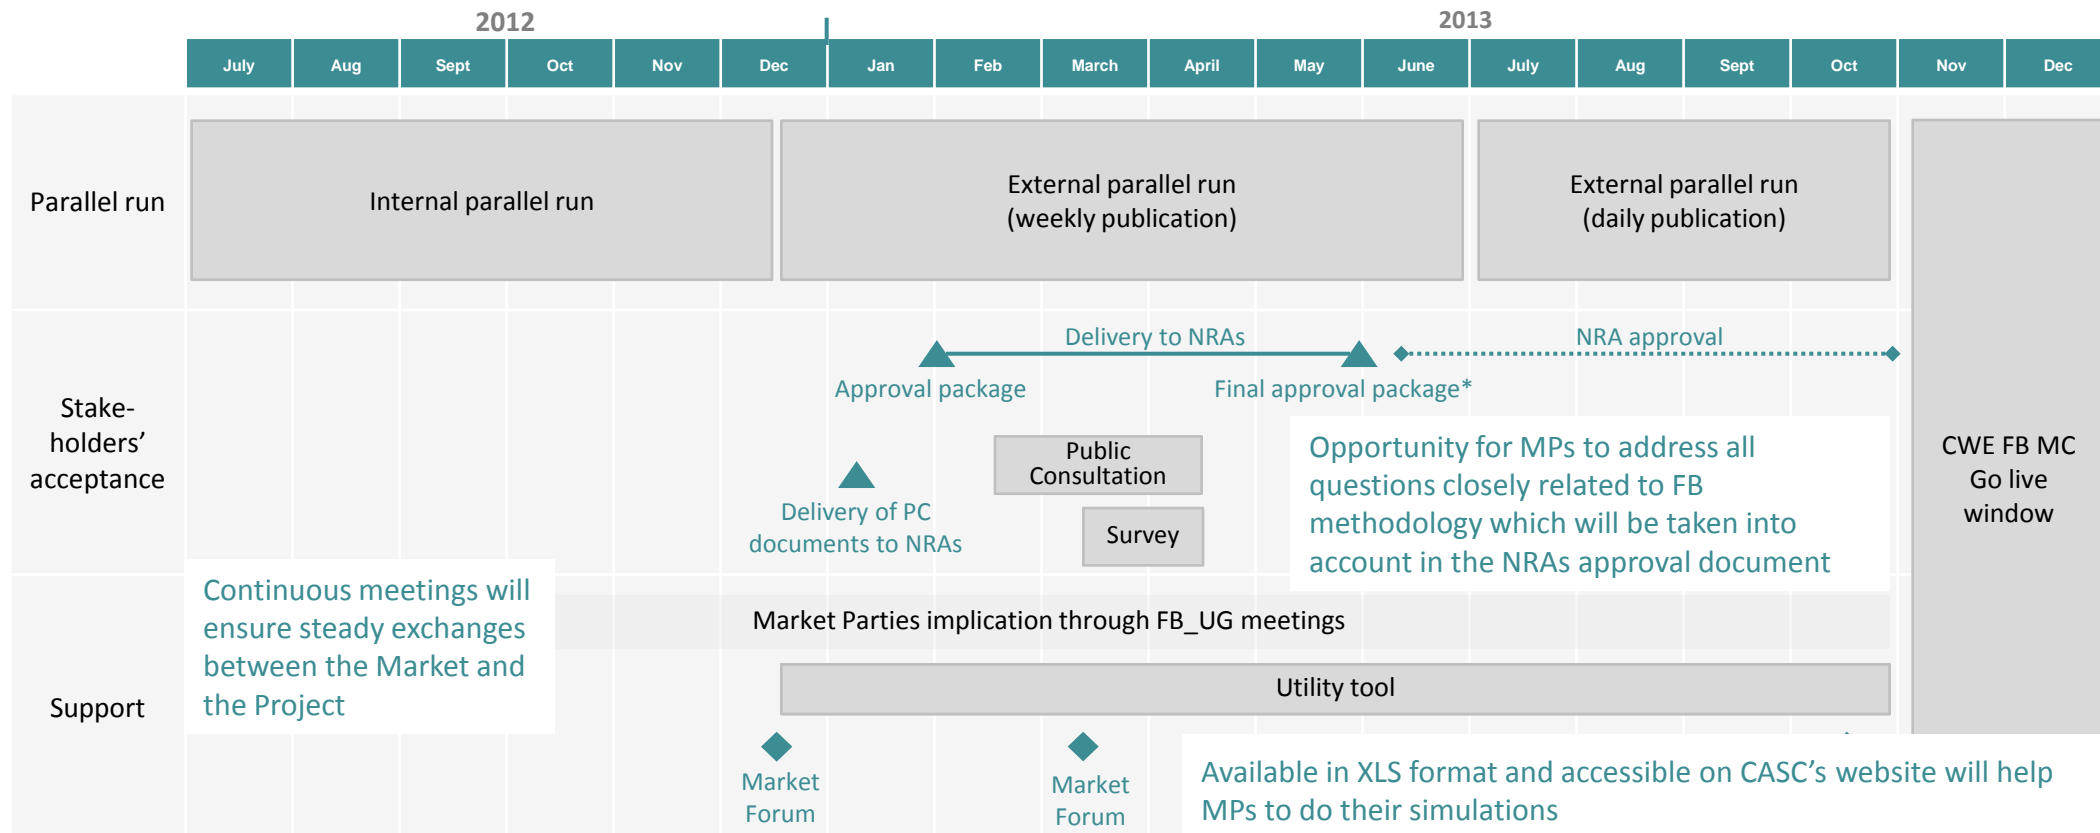 2012
2013
July Aug Sept Oct Nov Dec Jan Feb March April May June July Aug Sept Oct Nov Dec
Parallel run
Internal parallel run
External parallel run
(weekly publication)
External parallel run
(daily publication)
Stake-
holders’
acceptance
Delivery to NRAs
NRA approval
Approval package
Final approval package*
Public
Consultation
Delivery of PC
documents to NRAs
Survey
Opportunity for MPs to address all
questions closely related to FB
methodology which will be taken into
account in the NRAs approval document
CWE FB MC
Go live
window
Support
Continuous meetings will
ensure steady exchanges
between the Market and
the Project
Market Parties implication through FB_UG meetings
Utility tool
Market
Forum
Market
Forum
Available in XLS format and accessible on CASC’s website will help
MPs to do their simulations